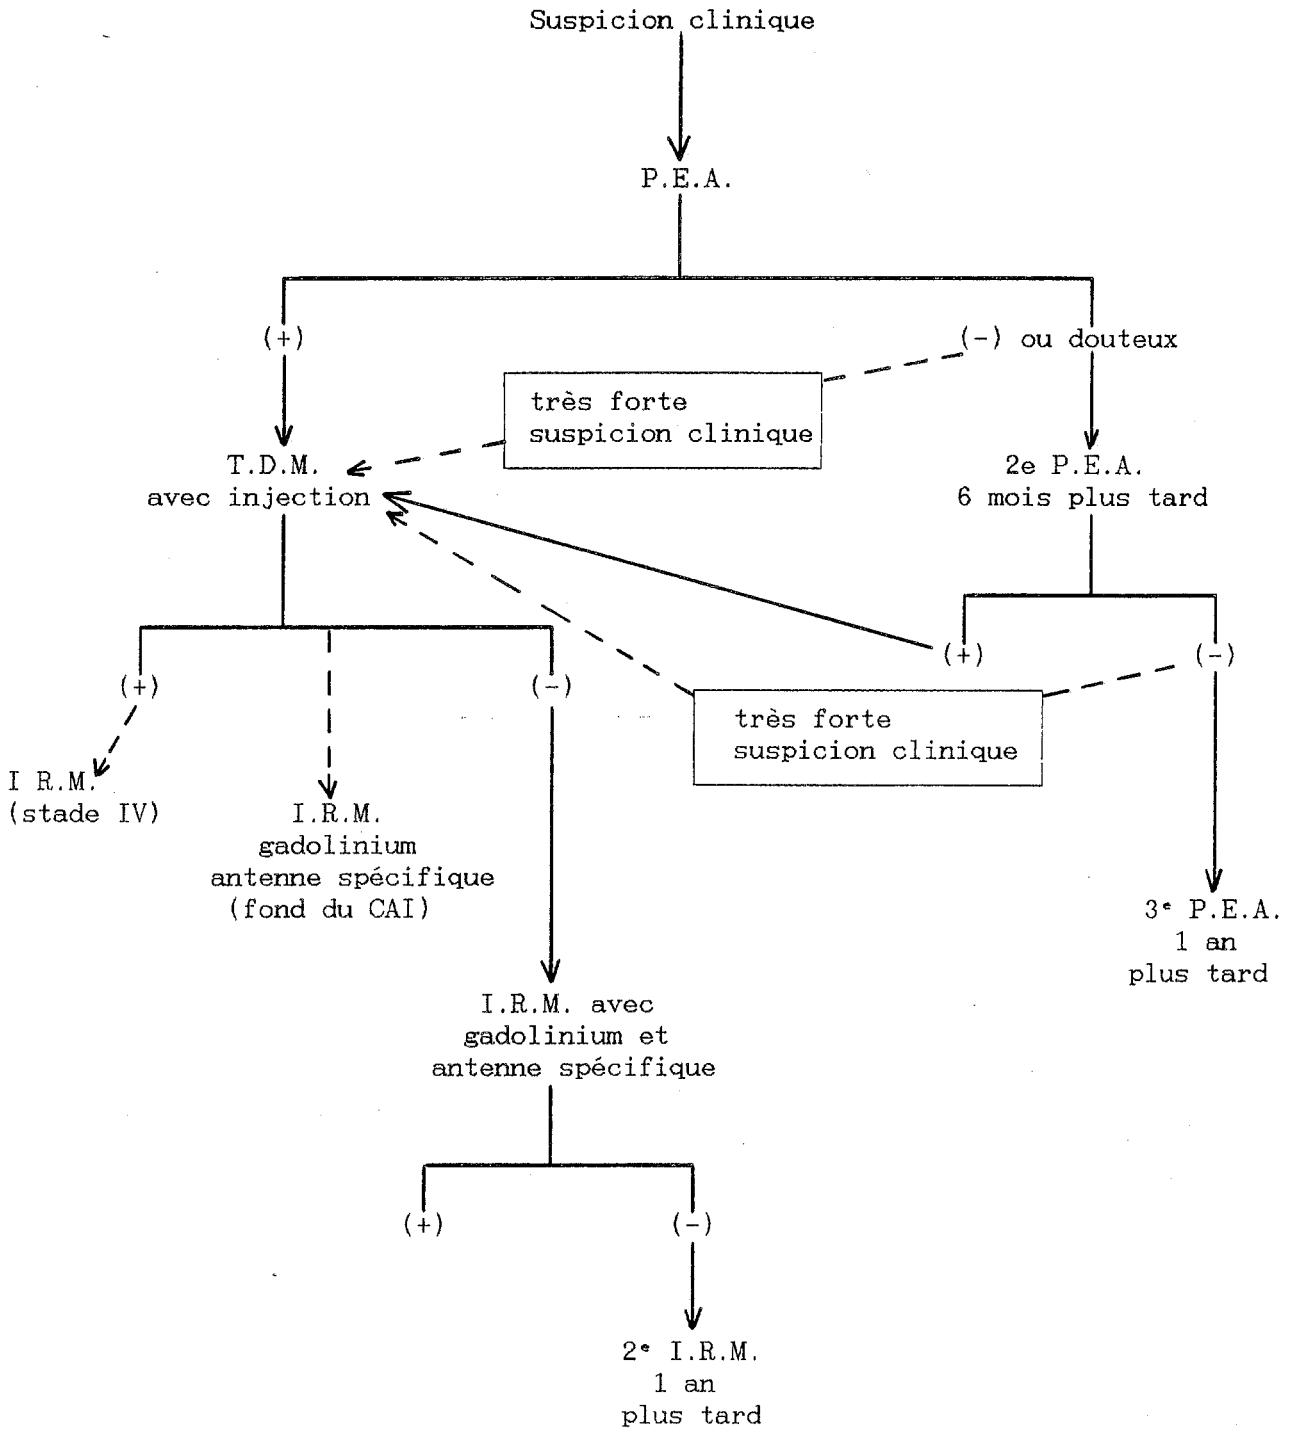 Suspicion clinique
P.E.A.
(+)
(-) ou douteux
très forte
suspicion clinique
T.D.M.
avec injection
2e P.E.A.
6 mois plus tard
(+)
(-)
(+)
(-)
très forte
suspicion clinique
I R.M.
(stade IV)
I.R.M.
gadolinium
antenne spécifique
(fond du CAI)
3e P.E.A.
1 an
plus tard
I.R.M. avec
gadolinium et
antenne spécifique
(+)
(-)
2e I.R.M.
1 an
plus tard